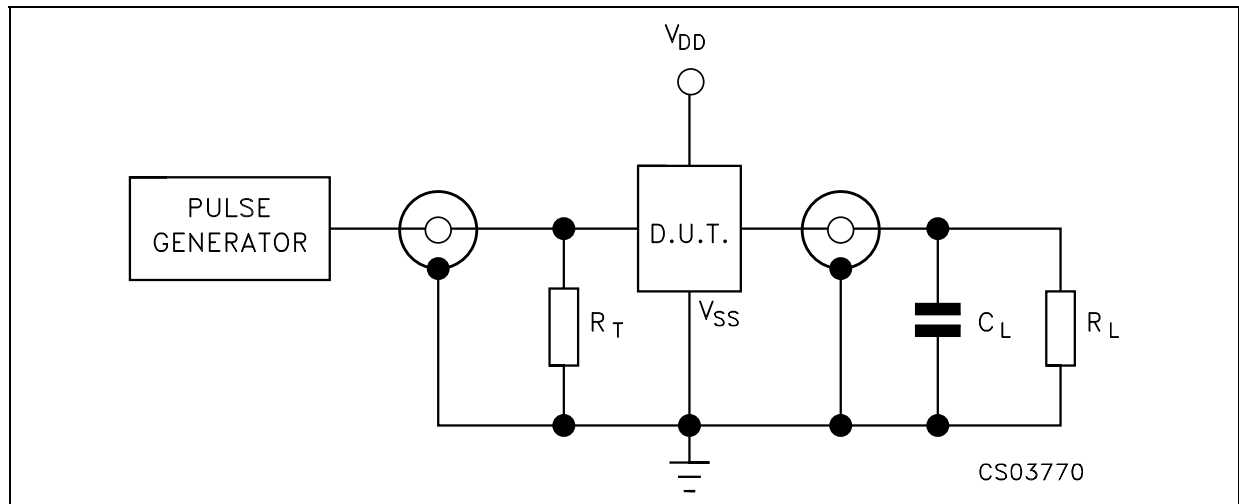 VDD
PULSE
GENERATOR
D.U.T.
VSS
RT
CL
RL
CS03770